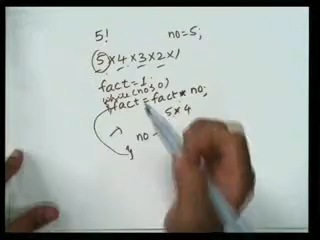 5! no=5;
5×4×3×2×1
fact=1;
while(no>0)
{fact=fact*no;
5×4
no-
}